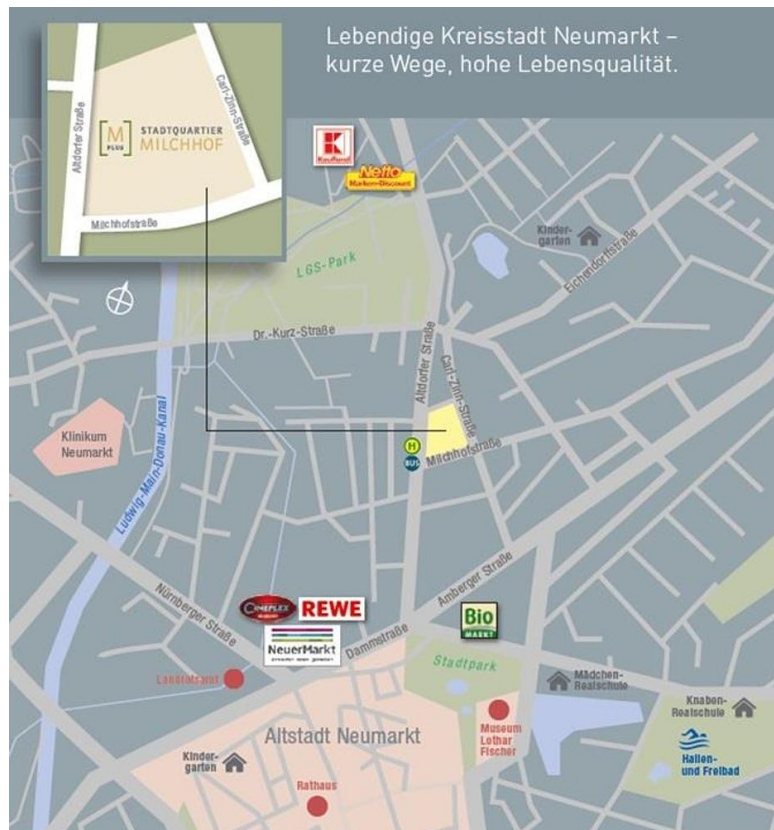 Lebendige Kreisstadt Neumarkt –
kurze Wege, hohe Lebensqualität.
Altdorfer Straße
Carl-Zinn-Straße
M
PLUS
STADTQUARTIER
MILCHHOF
Milchhofstraße
K
Kaufland
Netto
Marken-Discount
LGS-Park
Kinder-
garten
Eichendorffstraße
Dr.-Kurz-Straße
Altdorfer Straße
Carl-Zinn-Straße
Klinikum
Neumarkt
Ludwig-Main-Donau-Kanal
H
BUS
Milchhofstraße
Nürnberger Straße
CINEPLEX
REWE
NeuerMarkt
Dammstraße
Amberger Straße
Bio
MARKT
Stadtpark
Landratsamt
Mädchen-
Realschule
Knaben-
Realschule
Museum
Lothar
Fischer
Altstadt Neumarkt
Kinder-
garten
Hallen-
und Freibad
Rathaus